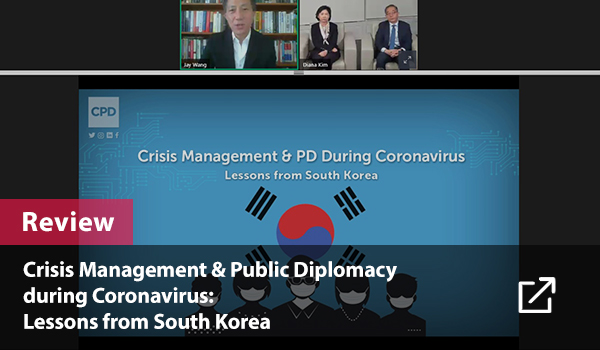 Jay Wang
Diana Kim
CPD
Crisis Management & PD During Coronavirus
Lessons from South Korea
Review
Crisis Management & Public Diplomacy
during Coronavirus:
Lessons from South Korea